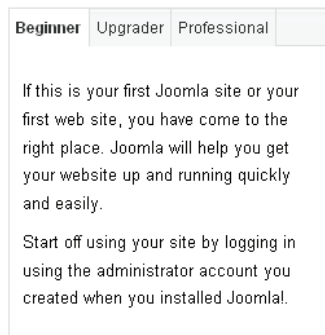 Beginner Upgrader Professional
If this is your first Joomla site or your
first web site, you have come to the
right place. Joomla will help you get
your website up and running quickly
and easily.
Start off using your site by logging in
using the administrator account you
created when you installed Joomla!.